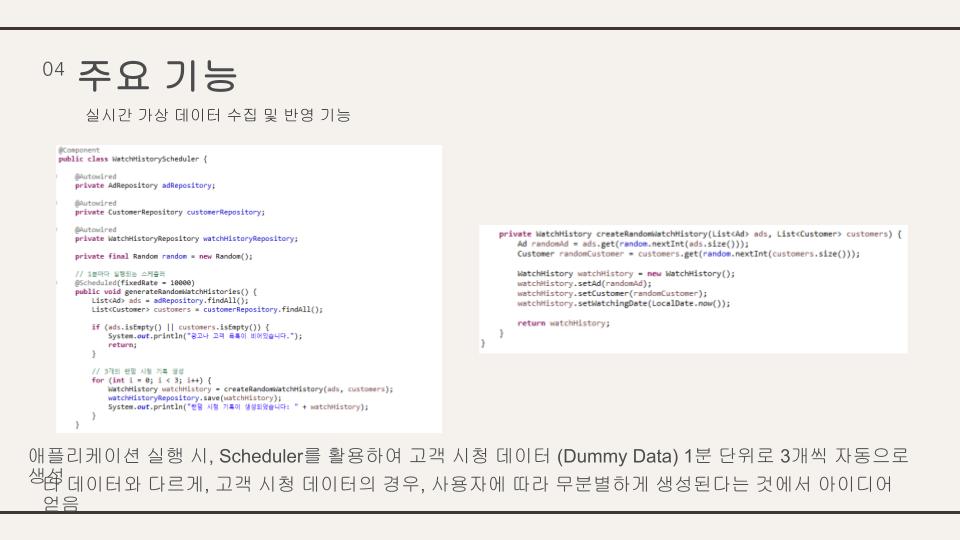 04 주요 기능
실시간 가상 데이터 수집 및 반영 기능
@Component
public class WatchHistoryScheduler {
@Autowired
private AdRepository adRepository;
@Autowired
private CustomerRepository customerRepository;
@Autowired
private WatchHistoryRepository watchHistoryRepository;
private final Random random = new Random();
// 1분마다 실행되는 스케줄러
@Scheduled(fixedRate = 10000)
public void generateRandomWatchHistories() {
List<Ad> ads = adRepository.findAll();
List<Customer> customers = customerRepository.findAll();
if (ads.isEmpty() || customers.isEmpty()) {
System.out.println("광고나 고객 목록이 비어있습니다.");
return;
}
// 3개의 랜덤 시청 기록 생성
for (int i = 0; i < 3; i++) {
WatchHistory watchHistory = createRandomWatchHistory(ads, customers);
watchHistoryRepository.save(watchHistory);
System.out.println("랜덤 시청 기록이 생성되었습니다: " + watchHistory);
}
}
private WatchHistory createRandomWatchHistory(List<Ad> ads, List<Customer> customers) {
Ad randomAd = ads.get(random.nextInt(ads.size()));
Customer randomCustomer = customers.get(random.nextInt(customers.size()));
WatchHistory watchHistory = new WatchHistory();
watchHistory.setAd(randomAd);
watchHistory.setCustomer(randomCustomer);
watchHistory.setWatchingDate(LocalDate.now());
return watchHistory;
}
}
애플리케이션 실행 시, Scheduler를 활용하여 고객 시청 데이터 (Dummy Data) 1분 단위로 3개씩 자동으로
생성
타 데이터와 다르게, 고객 시청 데이터의 경우, 사용자에 따라 무분별하게 생성된다는 것에서 아이디어
얻음